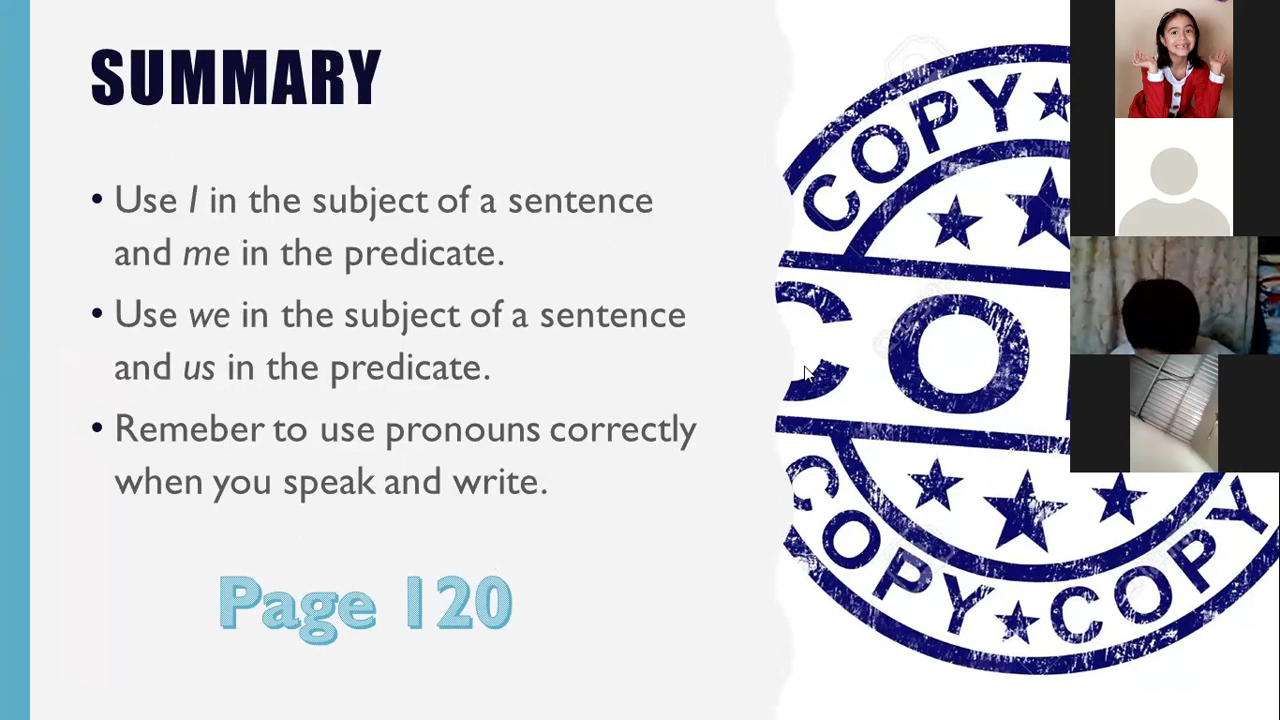 SUMMARY
• Use I in the subject of a sentence
and me in the predicate.
• Use we in the subject of a sentence
and us in the predicate.
• Remeber to use pronouns correctly
when you speak and write.
Page 120
COPY
CO
COPY COPY